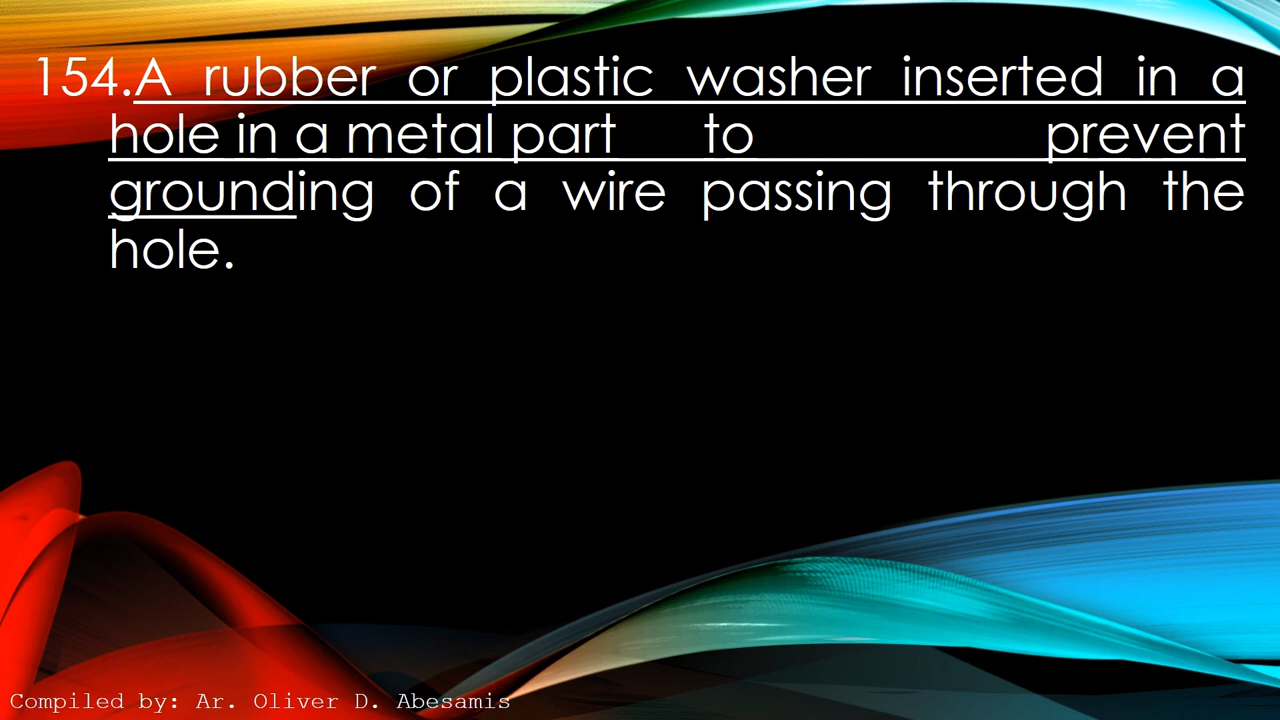 154.A rubber or plastic washer inserted in a
hole in a metal part to prevent
grounding of a wire passing through the
hole.
Compiled by: Ar. Oliver D. Abesamis